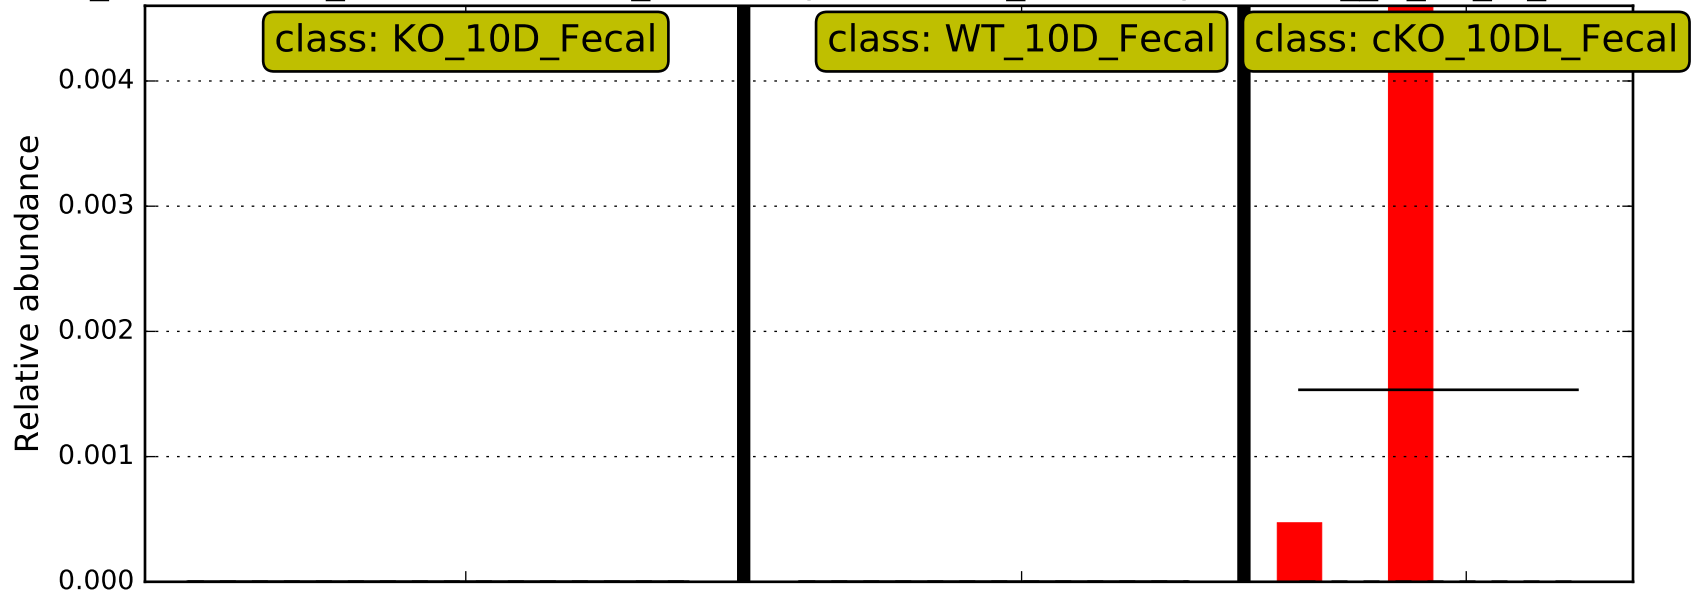 class: KO_10D_Fecal
class: WT_10D_Fecal
class: cKO_10DL_Fecal
0.004
0.003
0.002
0.001
0.000
Relative abundance